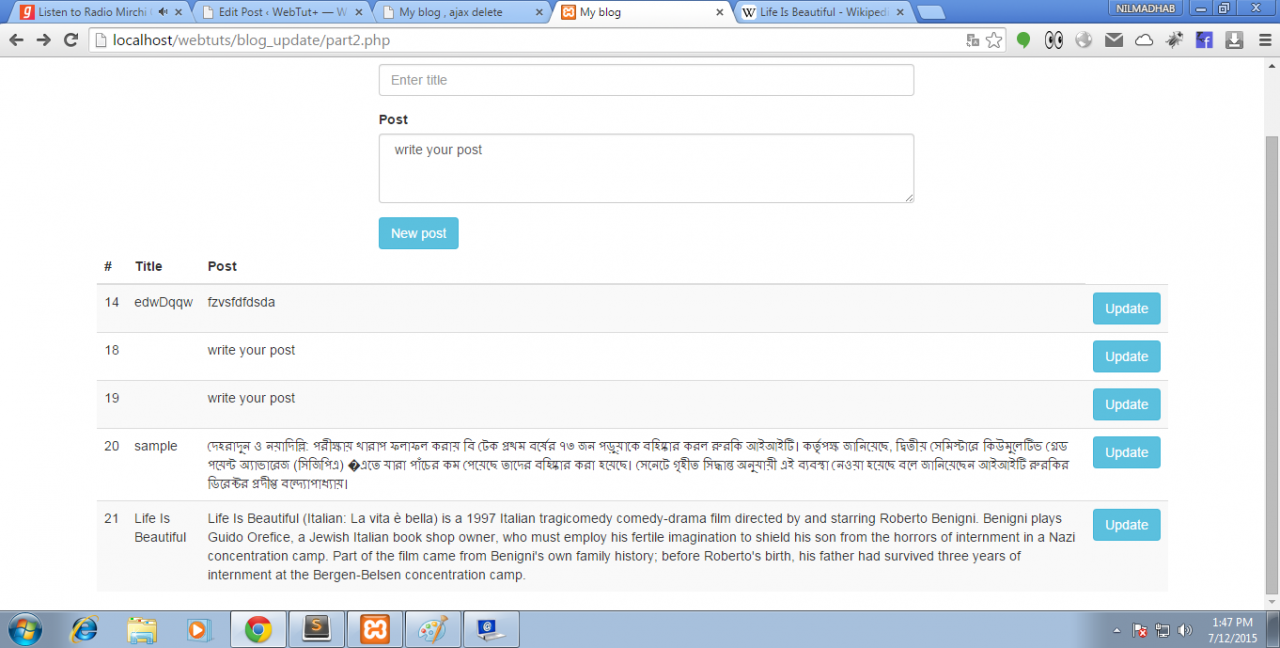 Listen to Radio Mirchi
Edit Post ‹ WebTut+ — W
My blog , ajax delete
My blog
Life Is Beautiful - Wikiped
NILMADHAB
localhost/webtuts/blog_update/part2.php
Enter title
Post
write your post
New post
# Title Post
14 edwDqqw fzvsfdfdsda Update
18 write your post Update
19 write your post Update
20 sample দেহরাদুন ও নয়াদিল্লি: পরীক্ষায় খারাপ ফলাফল করায় বি টেক প্রথম বর্ষের ৭৩ জন পড়ুয়াকে বহিষ্কার করল রুরকি আইআইটি। কর্তৃপক্ষ জানিয়েছে, দ্বিতীয় সেমিস্টারে কিউমুলেটিভ গ্রেড Update
পয়েন্ট অ্যাভারেজ (সিজিপিএ) �এতে যারা পাঁচের কম পেয়েছে তাদের বহিষ্কার করা হয়েছে। সেনেটে গৃহীত সিদ্ধান্ত অনুযায়ী এই ব্যবস্থা নেওয়া হয়েছে বলে জানিয়েছেন আইআইটি রুরকির
ডিরেক্টর প্রদীপ্ত বন্দ্যোপাধ্যায়।
21 Life Is Life Is Beautiful (Italian: La vita è bella) is a 1997 Italian tragicomedy comedy-drama film directed by and starring Roberto Benigni. Benigni plays Update
Beautiful Guido Orefice, a Jewish Italian book shop owner, who must employ his fertile imagination to shield his son from the horrors of internment in a Nazi
concentration camp. Part of the film came from Benigni's own family history; before Roberto's birth, his father had survived three years of
internment at the Bergen-Belsen concentration camp.
1:47 PM
7/12/2015